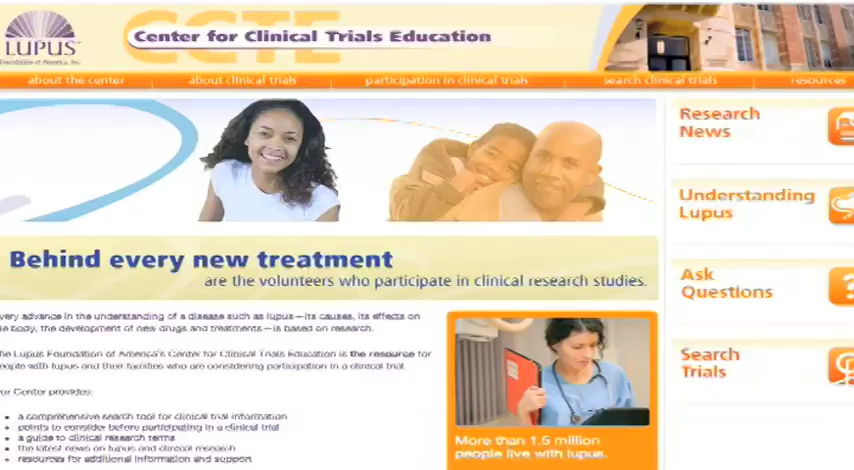 LUPUS™
Foundation of America, Inc.
CCTE
Center for Clinical Trials Education
about the center
about clinical trials
participation in clinical trials
search clinical trials
resources
Behind every new treatment
are the volunteers who participate in clinical research studies.
very advance in the understanding of a disease such as lupus—its causes, its effects on
e body, the development of new drugs and treatments—is based on research.
he Lupus Foundation of America's Center for Clinical Trials Education is the resource for
eople with lupus and their families who are considering participation in a clinical trial.
ur Center provides:
• a comprehensive search tool for clinical trial information
• points to consider before participating in a clinical trial
• a guide to clinical research terms
• the latest news on lupus and clinical research
• resources for additional information and support
More than 1.5 million
people live with lupus.
Research
News
Understanding
Lupus
Ask
Questions
?
Search
Trials